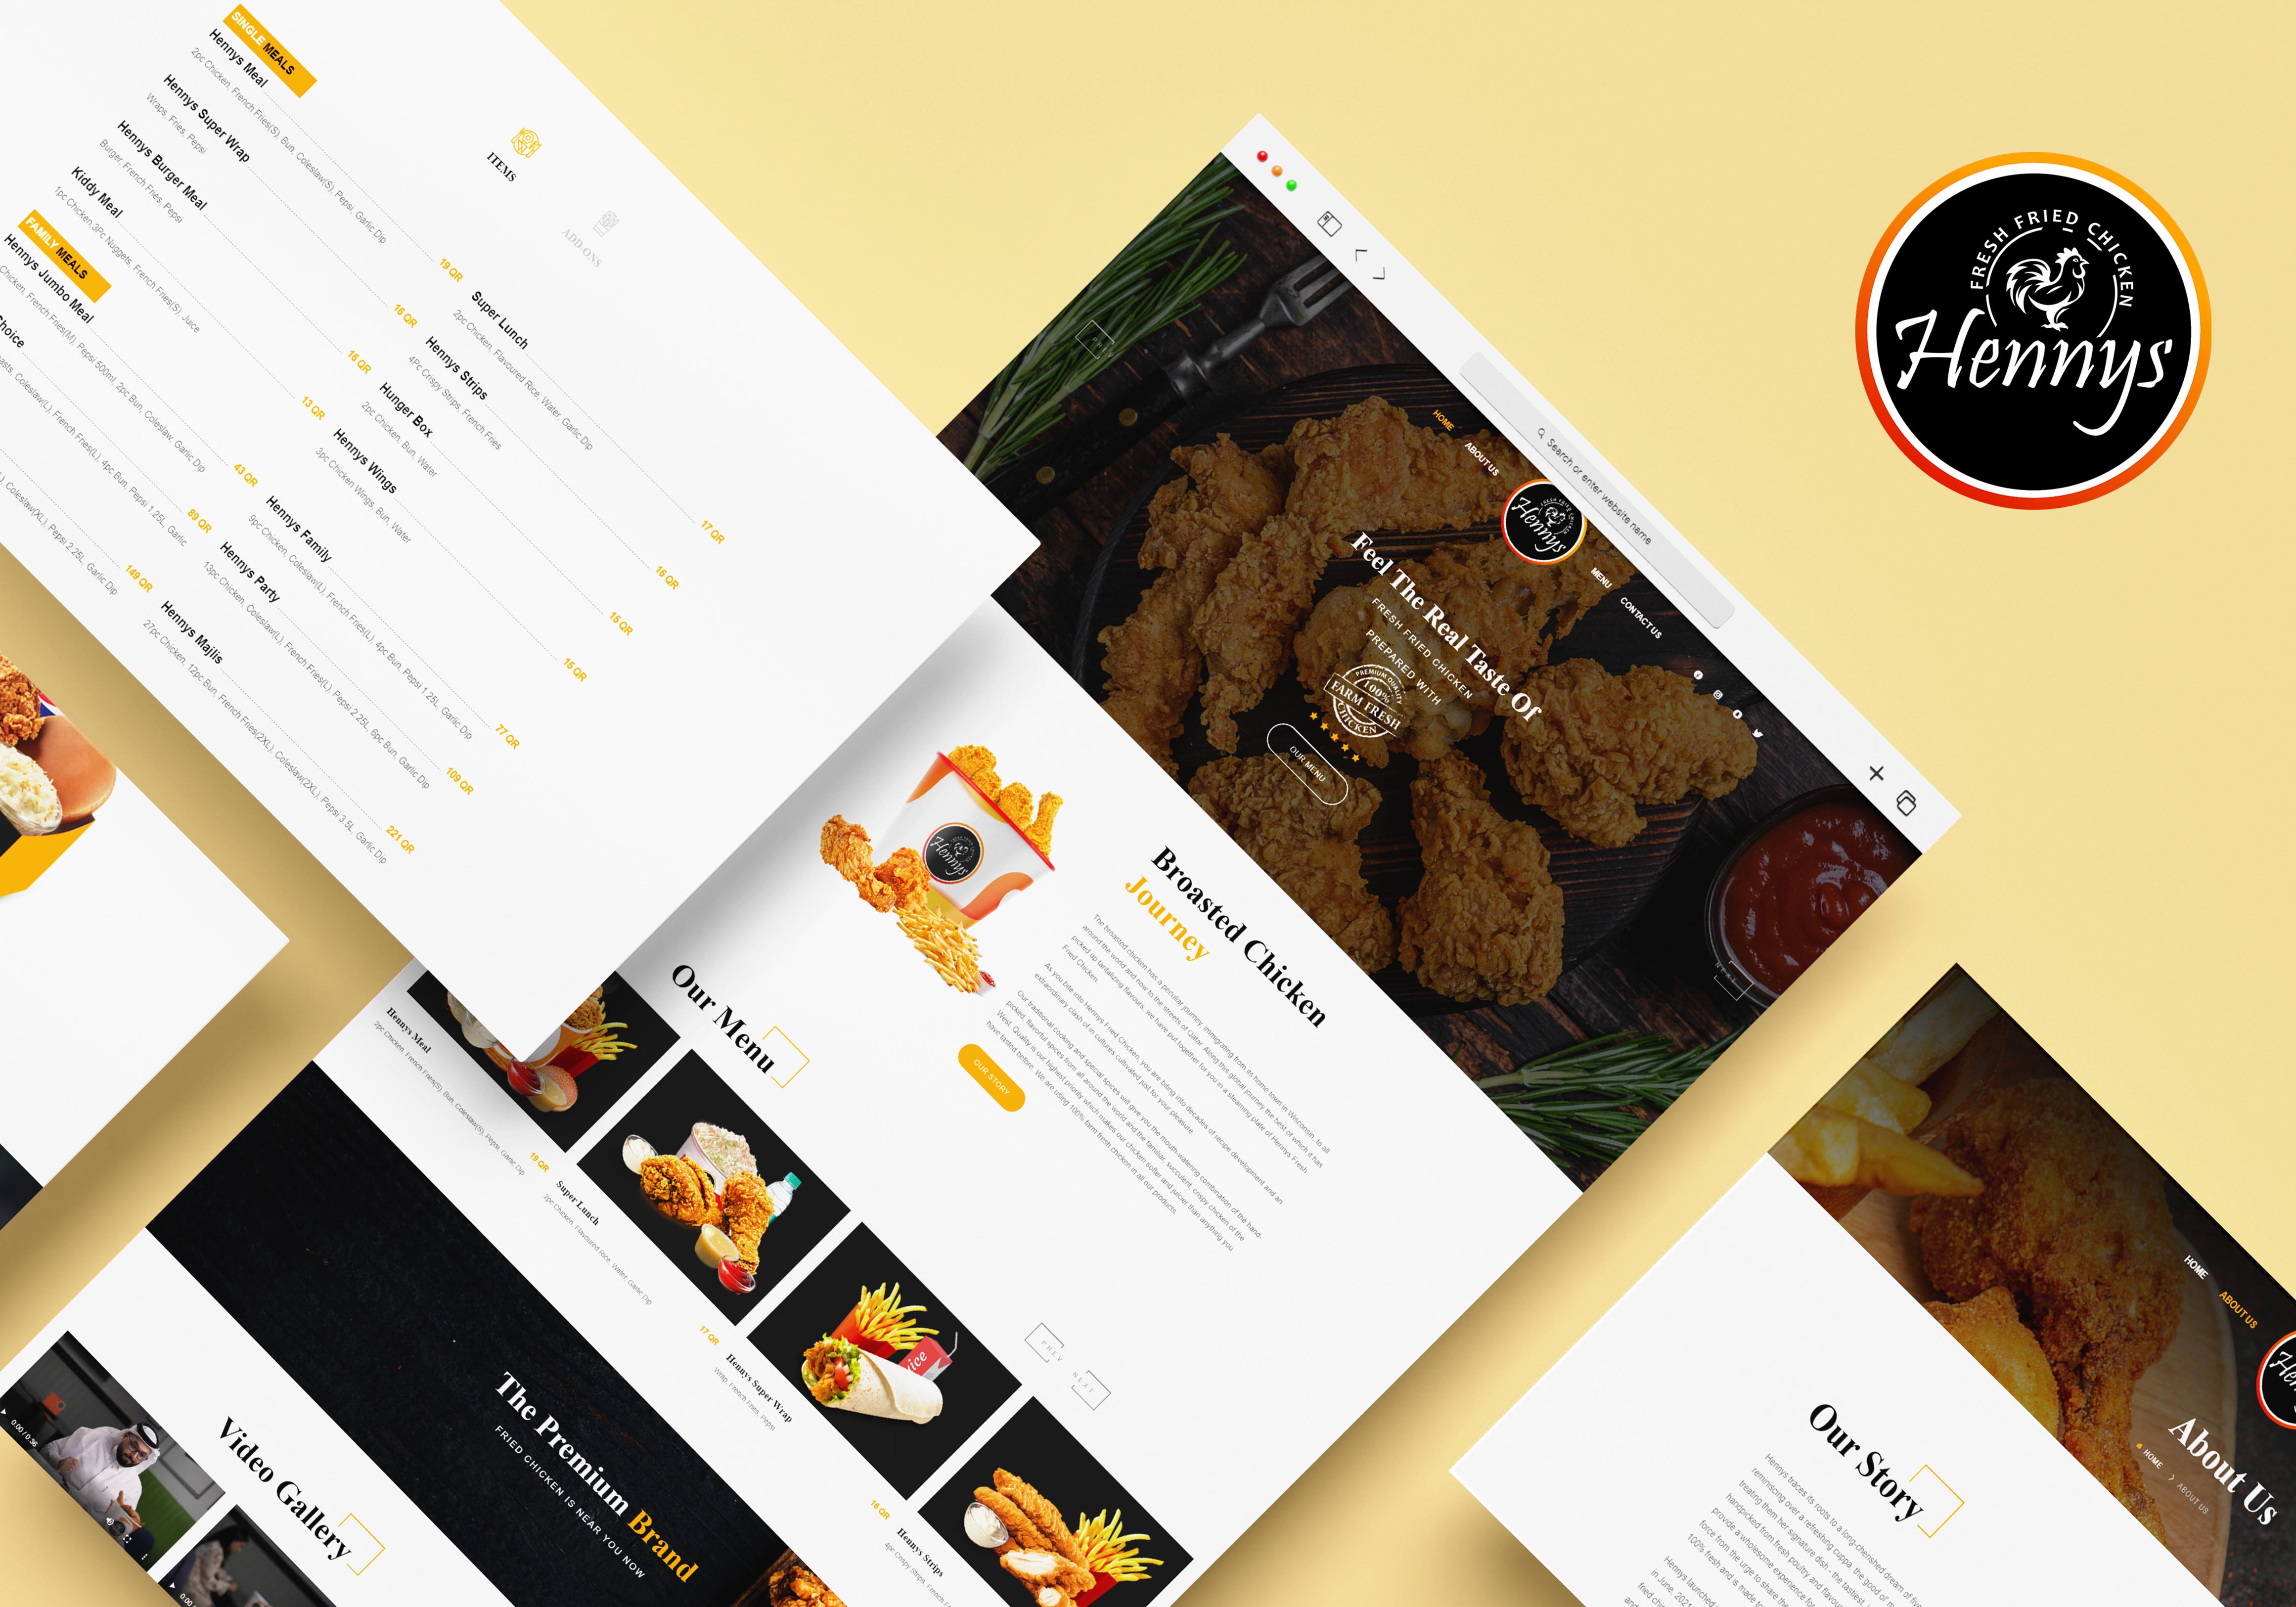 SINGLE MEALS
Hennys Meal
2pc Chicken, French Fries(S), Bun, Coleslaw(S), Pepsi, Garlic Dip
19 QR
Hennys Super Wrap
Wraps, Fries, Pepsi
16 QR
Hennys Burger Meal
Burger, French Fries, Pepsi
16 QR
Kiddy Meal
1pc Chicken,3Pc Nuggets, French Fries(S), Juice
13 QR
Super Lunch
2pc Chicken, Flavoured Rice, Water Garlic Dip
17 QR
Hennys Strips
4Pc Crispy Strips, French Fries
16 QR
Hunger Box
2pc Chicken, Bun, Water
15 QR
Hennys Wings
3pc Chicken Wings, Bun, Water
15 QR
FAMILY MEALS
Hennys Jumbo Meal
Chicken, French Fries(M), Pepsi 500ml, 2pc Bun, Coleslaw, Garlic Dip
43 QR
Choice
Coleslaw(L), French Fries(L), 4pc Bun, Pepsi 1.25L, Garlic
89 QR
Coleslaw(XL), Pepsi 2.25L, Garlic Dip
149 QR
Hennys Family
9pc Chicken, Coleslaw(L), French Fries(L), 4pc Bun, Pepsi 1.25L, Garlic Dip
77 QR
Hennys Party
13pc Chicken, Coleslaw(L), French Fries(L), Pepsi 2.25L, 6pc Bun, Garlic Dip
109 QR
Hennys Majlis
27pc Chicken, 12pc Bun, French Fries(2XL), Coleslaw(2XL), Pepsi 3.5L, Garlic Dip
221 QR
ITEMS
ADD-ONS
FRESH FRIED CHICKEN
Hennys
Search or enter website name
HOME
ABOUT US
Hennys
MENU
CONTACT US
PREV
Feel The Real Taste Of
FRESH FRIED CHICKEN
PREPARED WITH
PREMIUM QUALITY
100%
FARM FRESH
CHICKEN
OUR MENU
NEXT
Hennys
Broasted Chicken
Journey
The broasted chicken has a peculiar journey, immigrating from its home town in Wisconsin, to all
around the world and now to the streets of Qatar. Along this global journey the best of which it has
picked up tantalizing flavours, we have put together for you in a steaming plate of Hennys Fresh
Fried Chicken.
As you bite into Hennys Fried Chicken, you are biting into decades of recipe development and an
extraordinary clash of in cultures cultivated just for your pleasure.
Our traditional cooking and special spices will give you the mouth-watering combination of the hand-
picked, flavorful spices from all around the world and the familiar, succulent, crispy chicken of the
West. Quality is our highest priority which makes our chicken softer and juicier than anything you
have tasted before. We are using 100% farm fresh chicken in all our products.
OUR STORY
Our Menu
PREV
NEXT
Hennys Meal
2pc Chicken, French Fries(S), Bun, Coleslaw(S), Pepsi, Garlic Dip
19 QR
Super Lunch
2pc Chicken, Flavoured Rice, Water, Garlic Dip
17 QR
Hennys Super Wrap
Wrap, French Fries, Pepsi
16 QR
Hennys Strips
4pc Crispy Strips, French
The Premium Brand
FRIED CHICKEN IS NEAR YOU NOW
Video Gallery
0:00 / 0:36
HOME
ABOUT US
About Us
HOME
ABOUT US
Our Story
Hennys traces its roots to a long-cherished dream of five
reminiscing over a refreshing cuppa, the good ol'
treating them her signature dish - the tastiest,
handpicked from fresh poultry and
provide a wholesome experience for
force from the urge to share the
100% fresh and is made to
Hennys launched
in June, 2021
fried